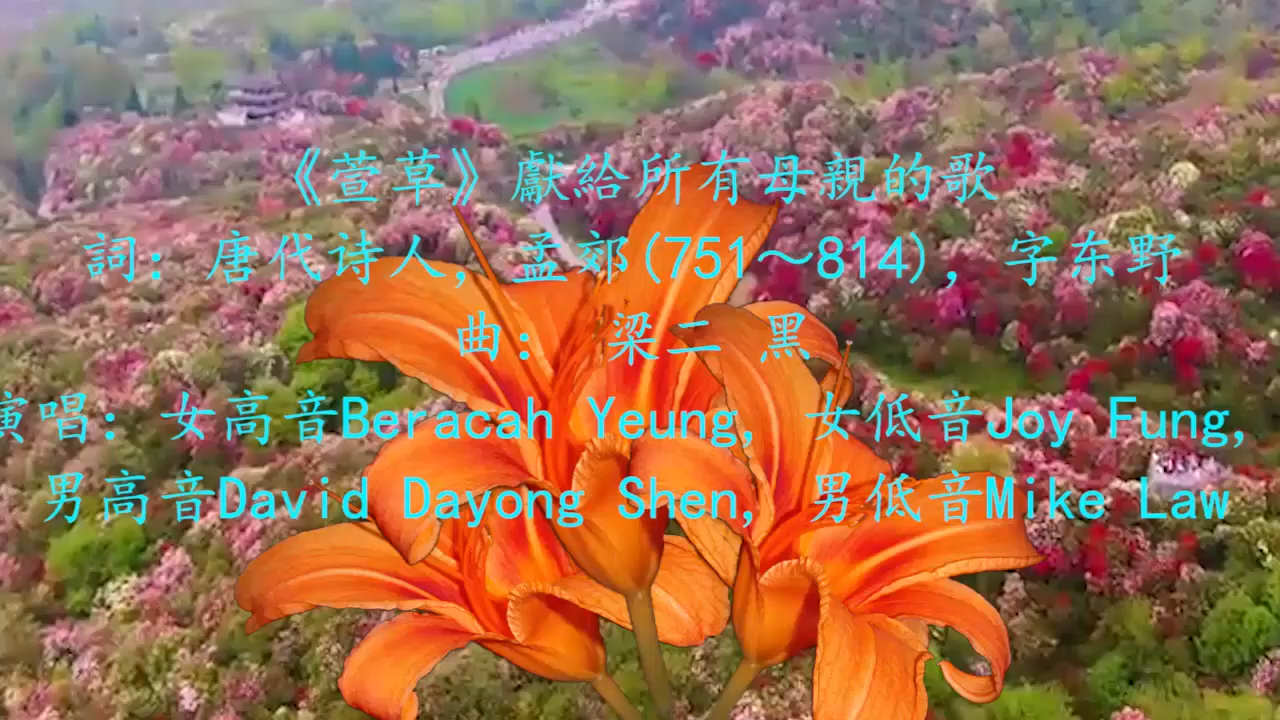 《萱草》獻給所有母親的歌
詞：唐代诗人，孟郊(751～814)，字东野
曲： 梁二 黑
演唱：女高音Beracah Yeung, 女低音Joy Fung,
男高音David Dayong Shen, 男低音Mike Law